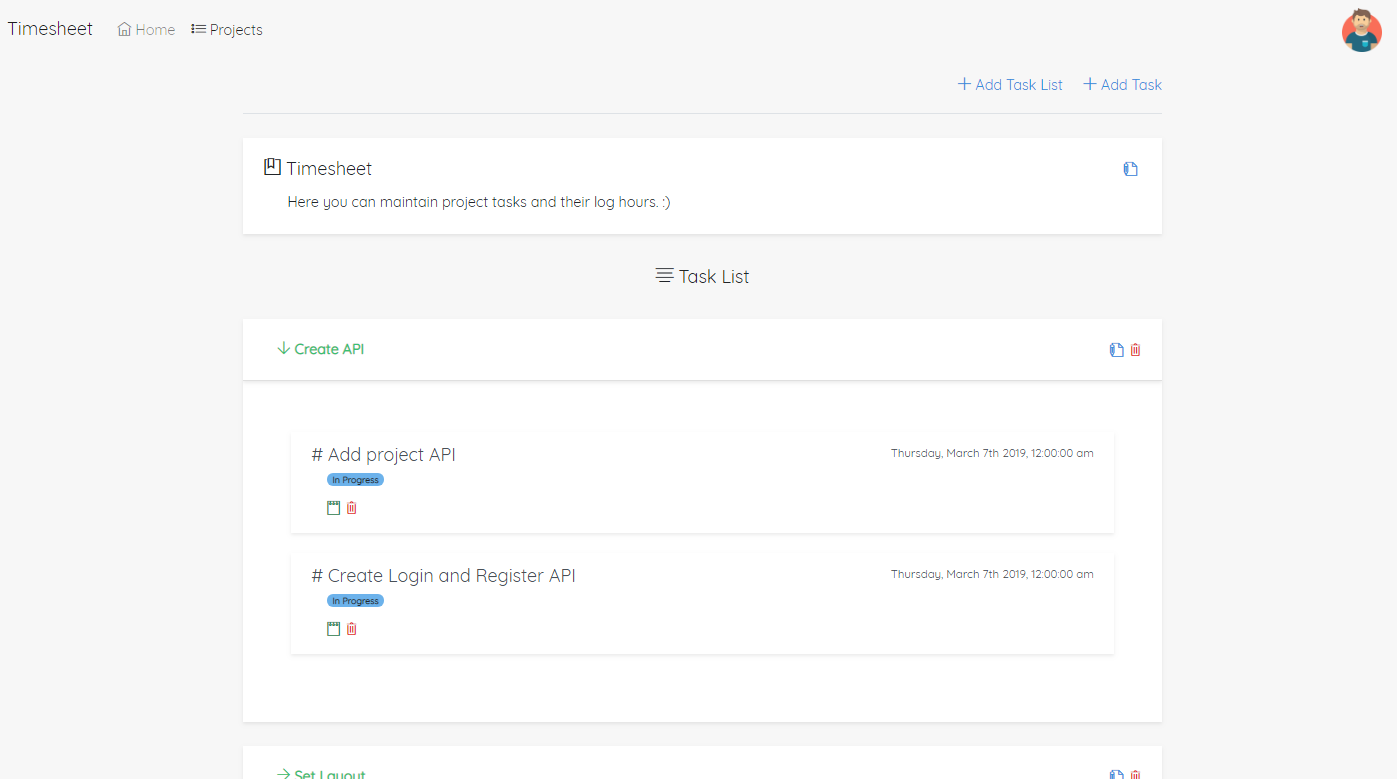 Timesheet Home Projects
Add Task List Add Task
Timesheet
Here you can maintain project tasks and their log hours. :)
Task List
Create API
# Add project API Thursday, March 7th 2019, 12:00:00 am
In Progress
# Create Login and Register API Thursday, March 7th 2019, 12:00:00 am
In Progress
Set Layout